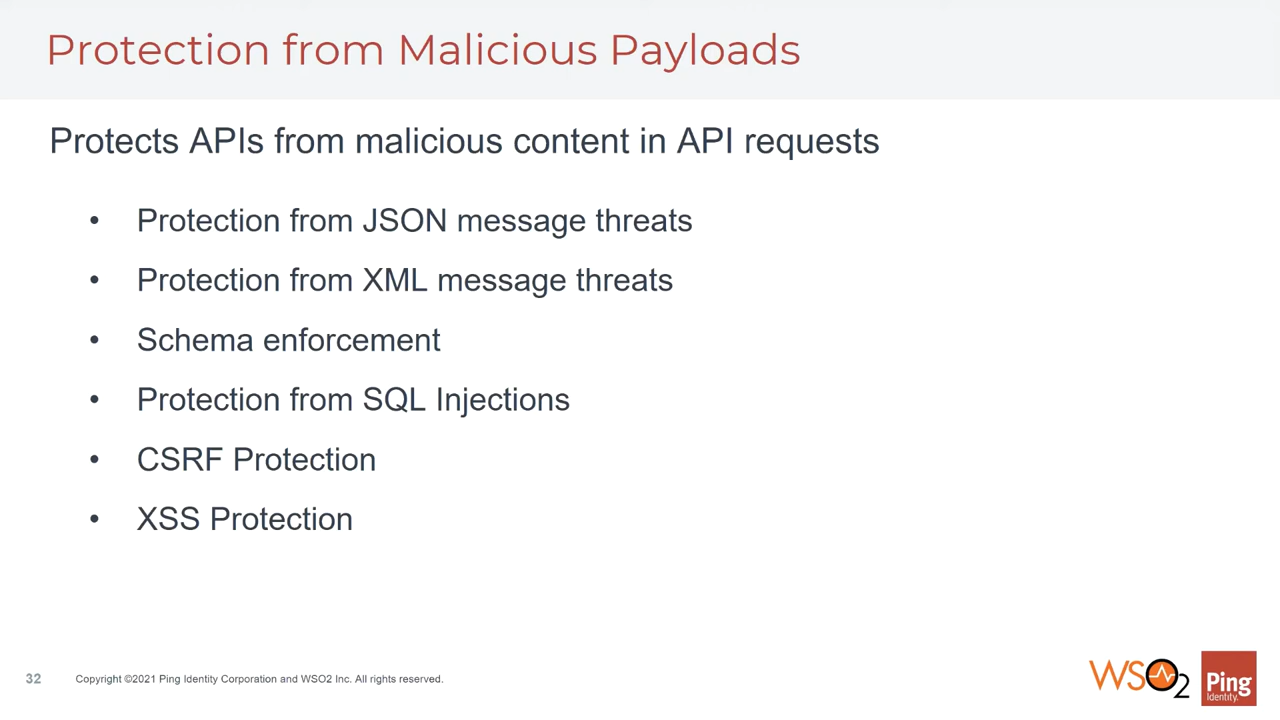 Protection from Malicious Payloads
Protects APIs from malicious content in API requests
• Protection from JSON message threats
• Protection from XML message threats
• Schema enforcement
• Protection from SQL Injections
• CSRF Protection
• XSS Protection
32 Copyright ©2021 Ping Identity Corporation and WSO2 Inc. All rights reserved.
WSO2
Ping
Identity.